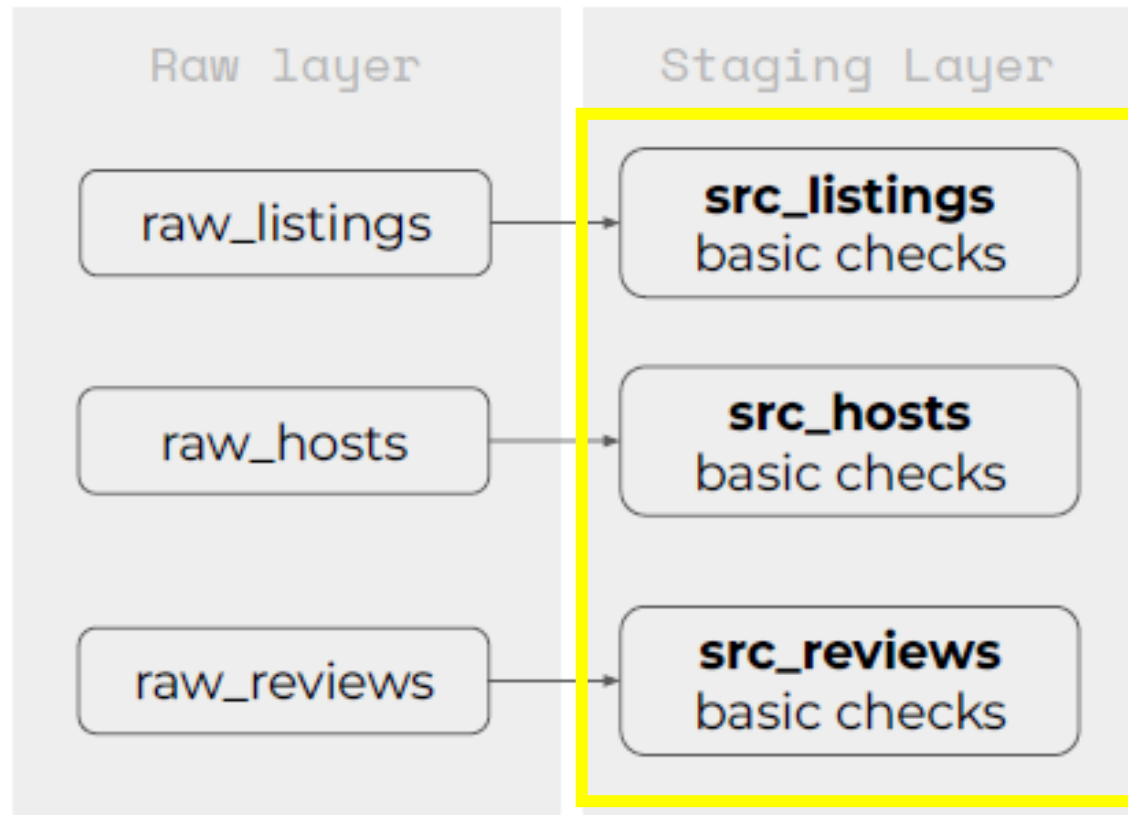 Raw layer
Staging Layer
raw_listings
src_listings
basic checks
raw_hosts
src_hosts
basic checks
raw_reviews
src_reviews
basic checks